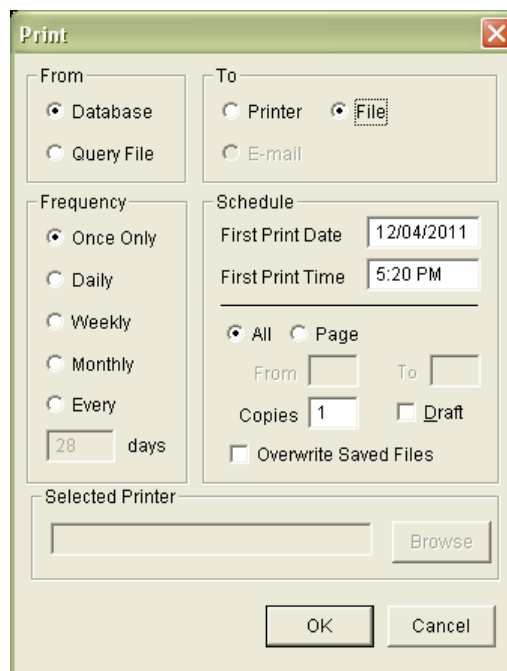 Print
From
Database
Query File
To
Printer File
E-mail
Frequency
Once Only
Daily
Weekly
Monthly
Every
28 days
Schedule
First Print Date 12/04/2011
First Print Time 5:20 PM
All Page
From To
Copies 1 Draft
Overwrite Saved Files
Selected Printer
Browse
OK Cancel